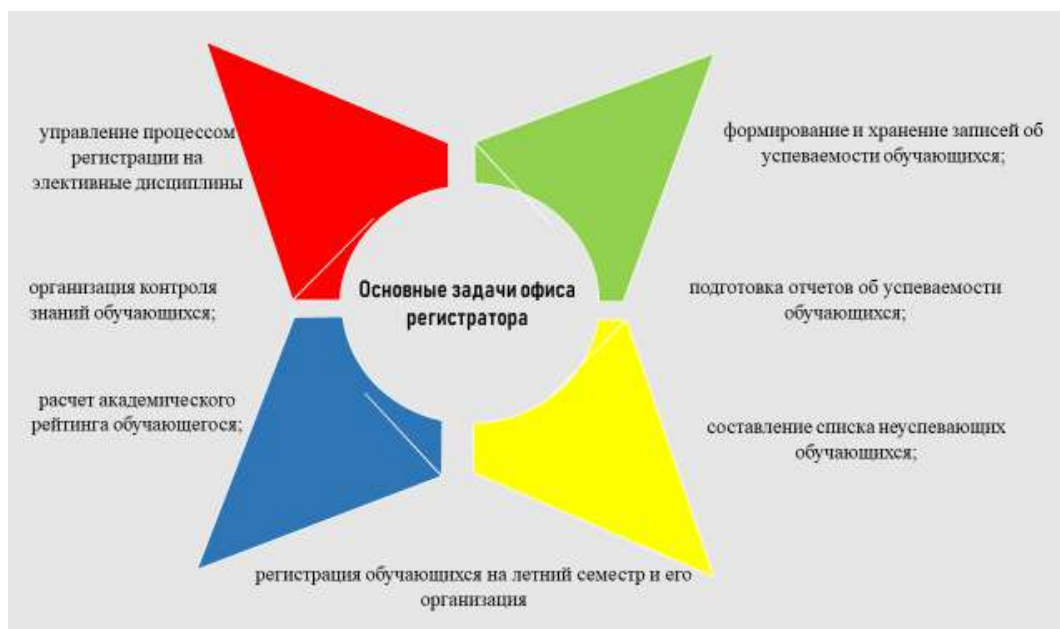 управление процессом
регистрации на
элективные дисциплины
организация контроля
знаний обучающихся;
расчет академического
рейтинга обучающегося;
Основные задачи офиса
регистратора
формирование и хранение записей об
успеваемости обучающихся;
подготовка отчетов об успеваемости
обучающихся;
составление списка неуспевающих
обучающихся;
регистрация обучающихся на летний семестр и его
организация